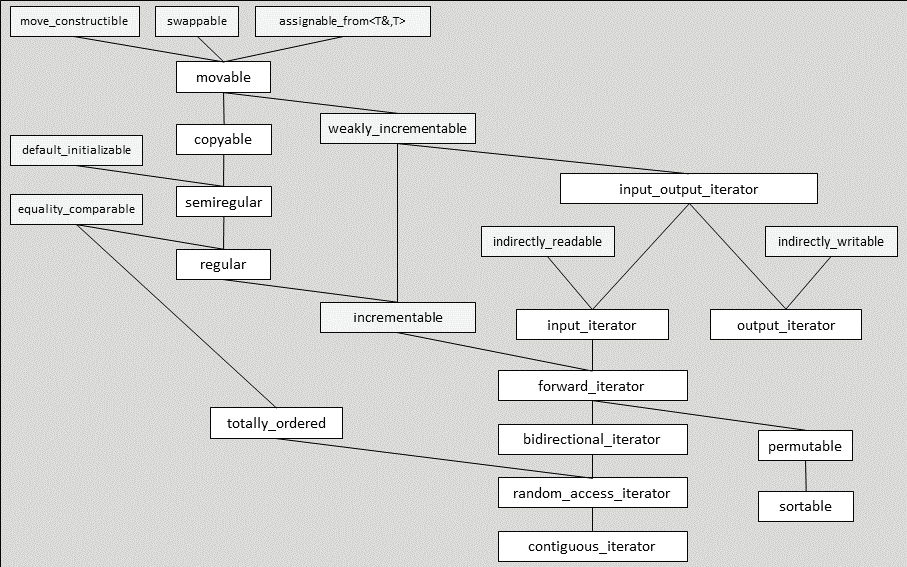 move_constructible
swappable
assignable_from<T&,T>
movable
copyable
weakly_incrementable
default_initializable
input_output_iterator
semiregular
equality_comparable
indirectly_readable
indirectly_writable
regular
incrementable
input_iterator
output_iterator
forward_iterator
totally_ordered
bidirectional_iterator
permutable
random_access_iterator
sortable
contiguous_iterator